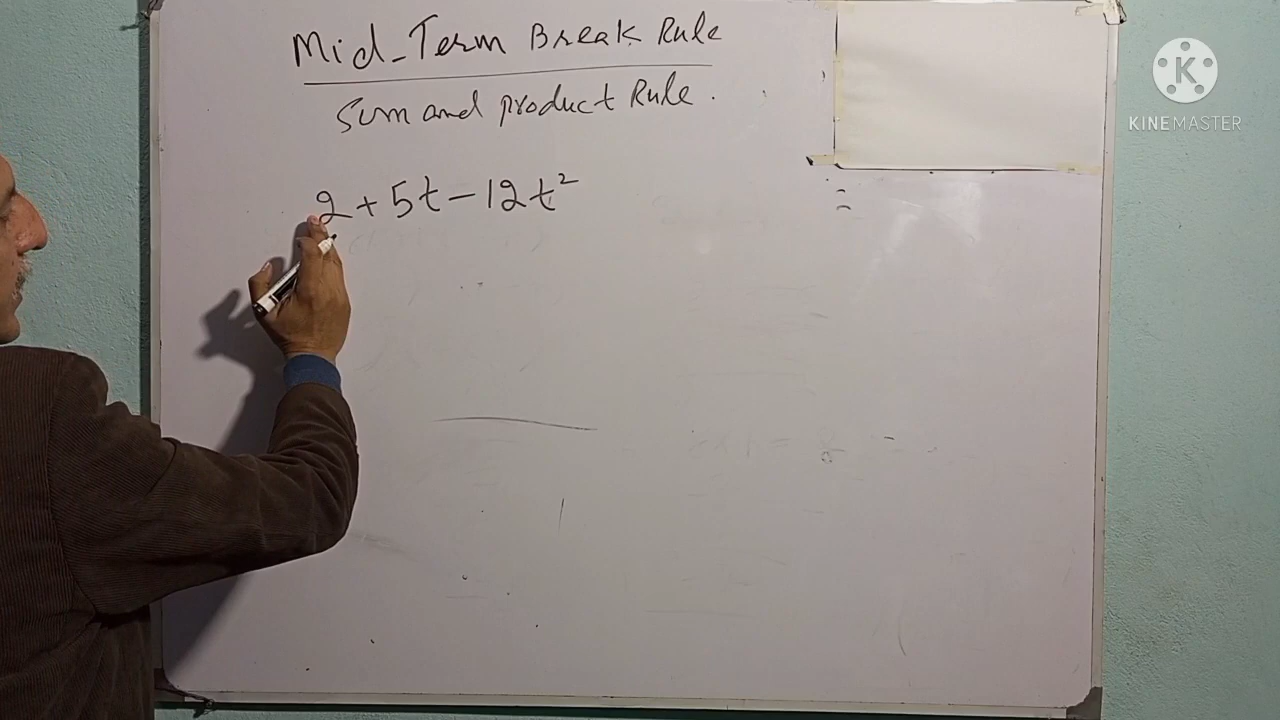 Mid-Term Break Rule
Sum and product Rule.
2 + 5t - 12t²
KINEMASTER